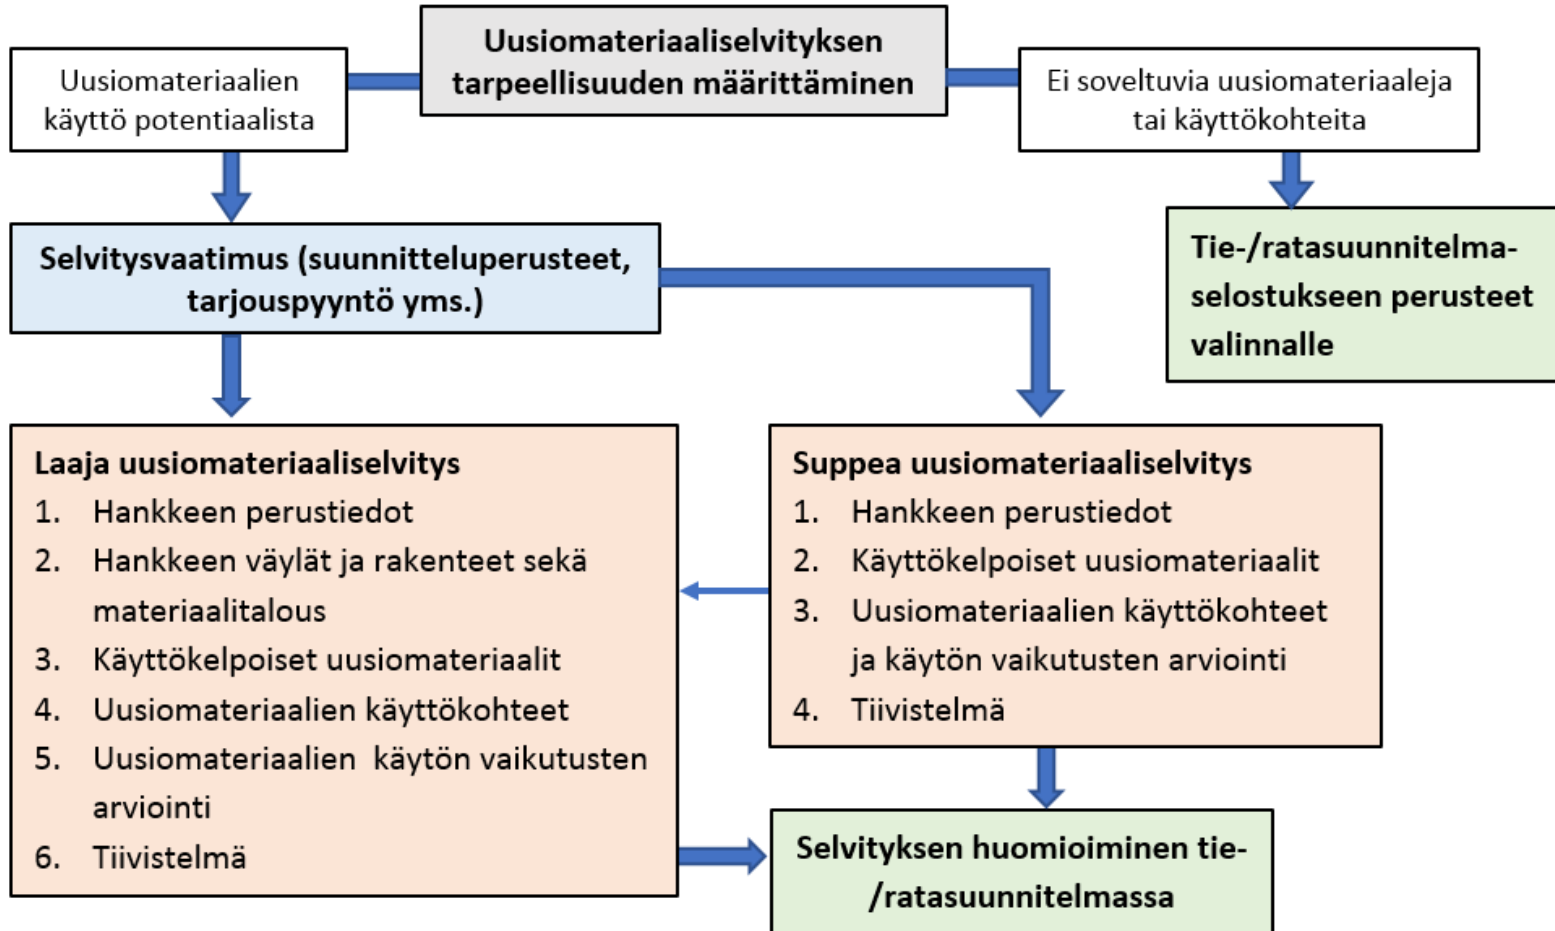 Uusiomateriaaliselvityksen
tarpeellisuuden määrittäminen
Uusiomateriaalien
käyttö potentiaalista
Ei soveltuvia uusiomateriaaleja
tai käyttökohteita
Selvitysvaatimus (suunnitteluperusteet,
tarjouspyyntö yms.)
Tie-/ratasuunnitelma-
selostukseen perusteet
valinnalle
Laaja uusiomateriaaliselvitys
1. Hankkeen perustiedot
2. Hankkeen väylät ja rakenteet sekä
materiaalitalous
3. Käyttökelpoiset uusiomateriaalit
4. Uusiomateriaalien käyttökohteet
5. Uusiomateriaalien käytön vaikutusten
arviointi
6. Tiivistelmä
Suppea uusiomateriaaliselvitys
1. Hankkeen perustiedot
2. Käyttökelpoiset uusiomateriaalit
3. Uusiomateriaalien käyttökohteet
ja käytön vaikutusten arviointi
4. Tiivistelmä
Selvityksen huomioiminen tie-
/ratasuunnitelmassa